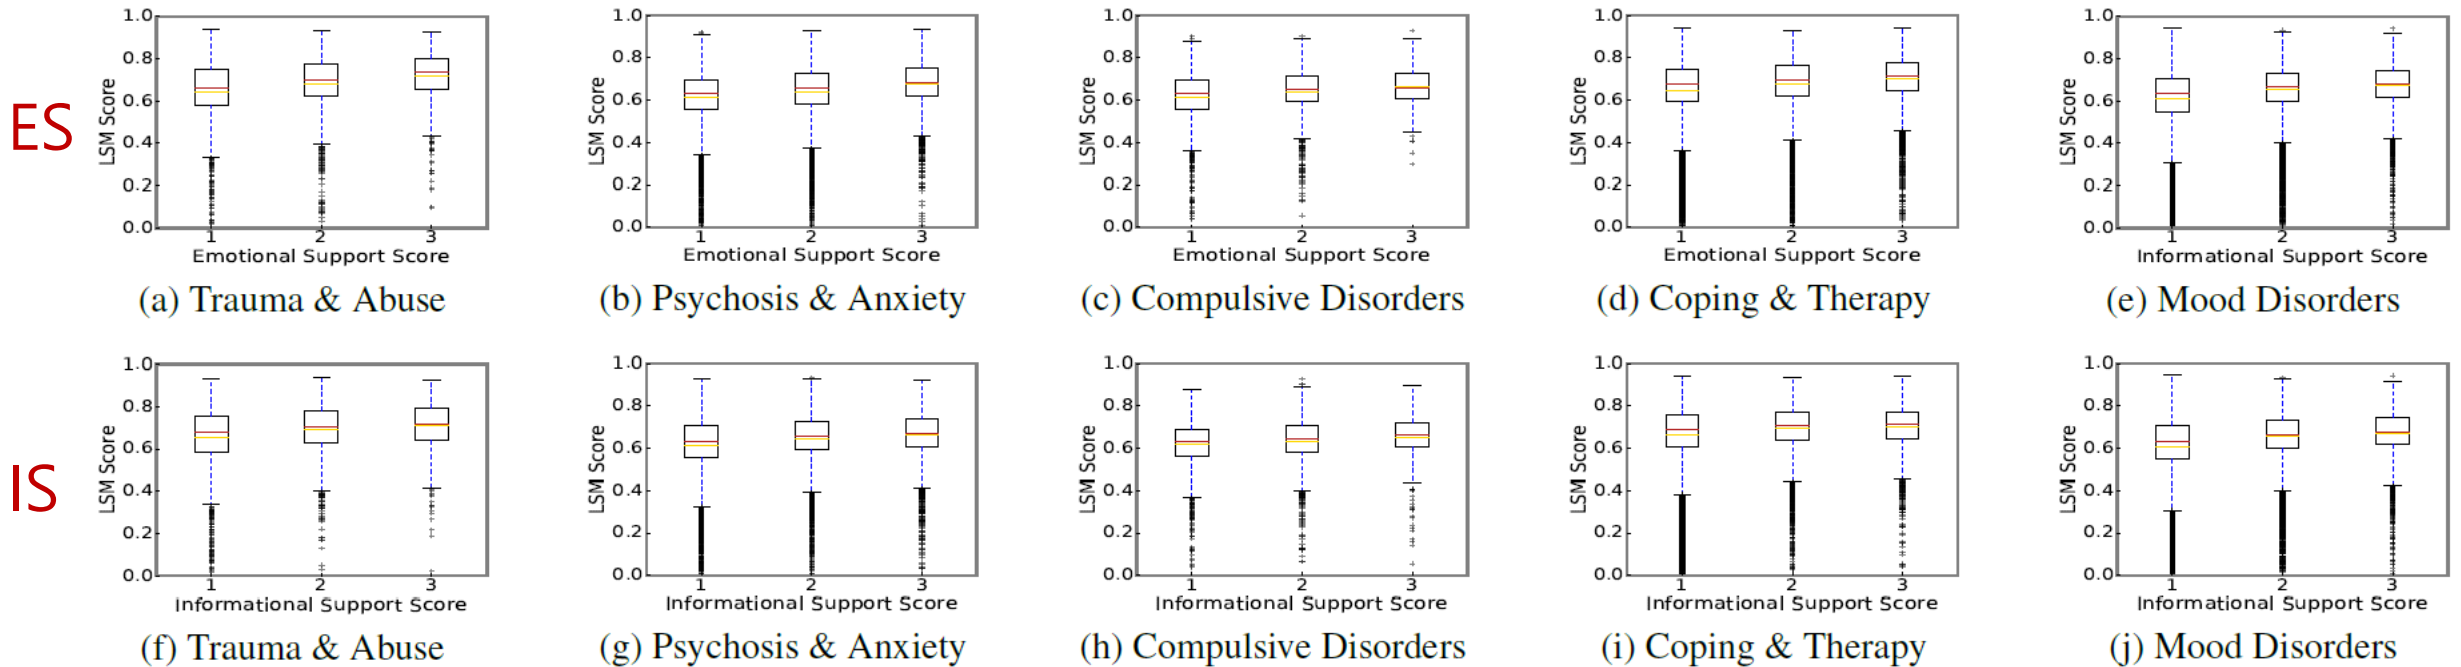 ES
1.0 0.8 0.6 0.4 0.2 0.0
LSM Score
1 2 3
Emotional Support Score
(a) Trauma & Abuse
1.0 0.8 0.6 0.4 0.2 0.0
LSM Score
1 2 3
Emotional Support Score
(b) Psychosis & Anxiety
1.0 0.8 0.6 0.4 0.2 0.0
LSM Score
1 2 3
Emotional Support Score
(c) Compulsive Disorders
1.0 0.8 0.6 0.4 0.2 0.0
LSM Score
1 2 3
Emotional Support Score
(d) Coping & Therapy
1.0 0.8 0.6 0.4 0.2 0.0
LSM Score
1 2 3
Informational Support Score
(e) Mood Disorders
IS
1.0 0.8 0.6 0.4 0.2 0.0
LSM Score
1 2 3
Informational Support Score
(f) Trauma & Abuse
1.0 0.8 0.6 0.4 0.2 0.0
LSM Score
1 2 3
Informational Support Score
(g) Psychosis & Anxiety
1.0 0.8 0.6 0.4 0.2 0.0
LSM Score
1 2 3
Informational Support Score
(h) Compulsive Disorders
1.0 0.8 0.6 0.4 0.2 0.0
LSM Score
1 2 3
Informational Support Score
(i) Coping & Therapy
1.0 0.8 0.6 0.4 0.2 0.0
LSM Score
1 2 3
Informational Support Score
(j) Mood Disorders